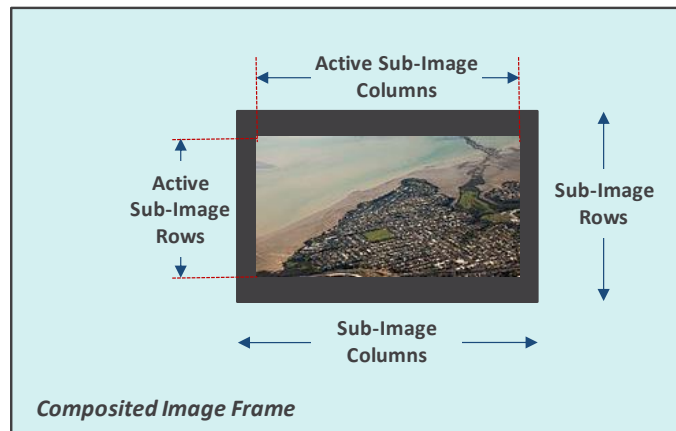 Active Sub-Image
Columns
Active
Sub-Image
Rows
Sub-Image
Rows
Sub-Image
Columns
Composited Image Frame